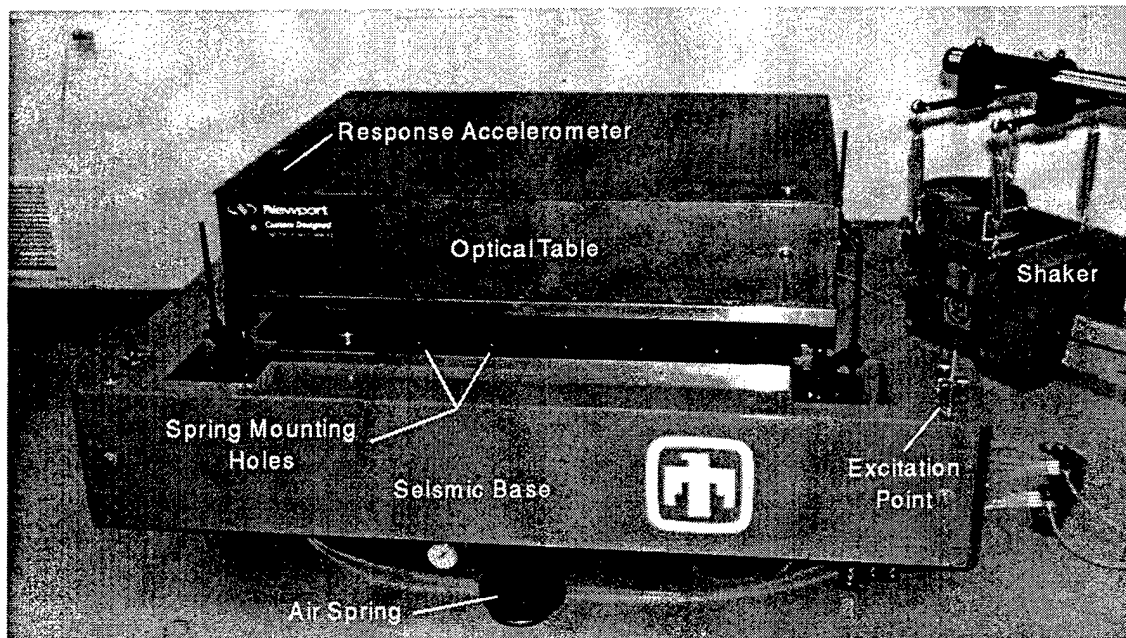 Response Accelerometer
Newport
Custom Designed
Optical Table
Shaker
Spring Mounting
Holes
Excitation
Point
Seismic Base
Air Spring